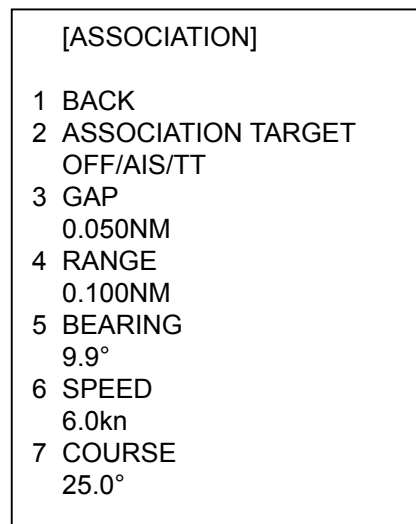 [ASSOCIATION]
1 BACK
2 ASSOCIATION TARGET
OFF/AIS/TT
3 GAP
0.050NM
4 RANGE
0.100NM
5 BEARING
9.9°
6 SPEED
6.0kn
7 COURSE
25.0°